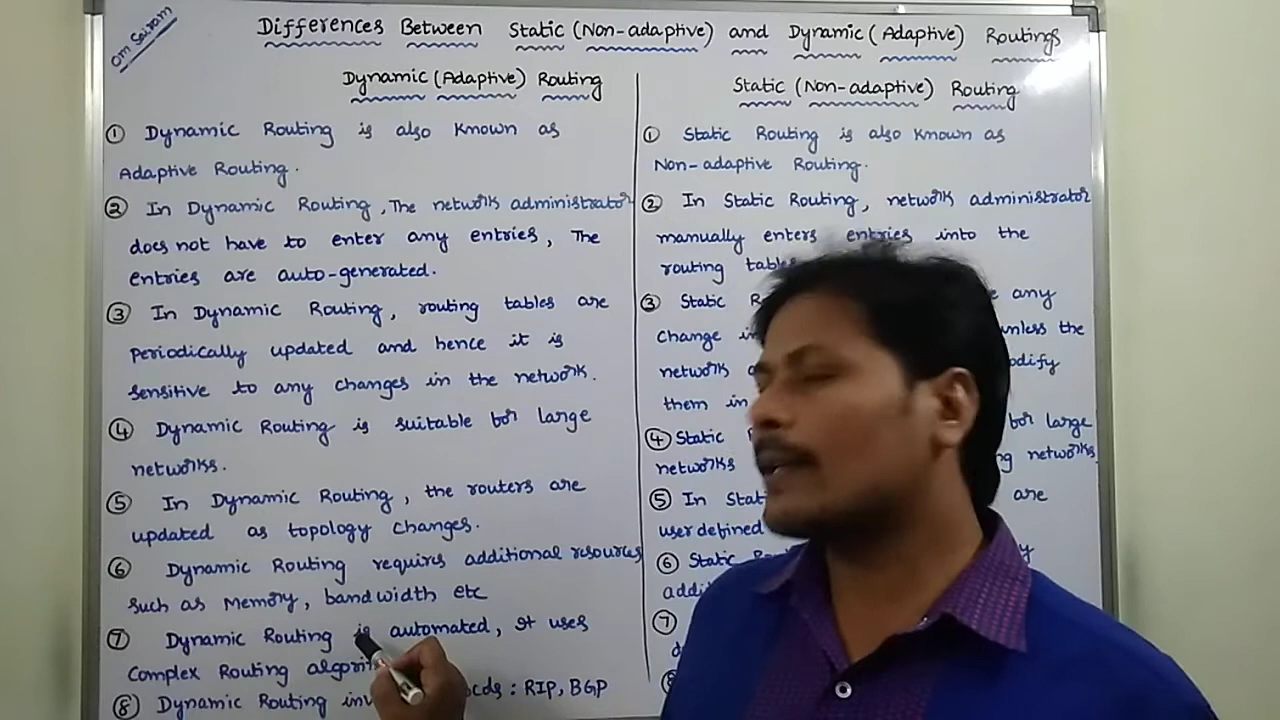 Om Sairam
Differences Between Static (Non-adaptive) and Dynamic (Adaptive) Routings
Dynamic (Adaptive) Routing
① Dynamic Routing is also known as
Adaptive Routing.
② In Dynamic Routing, The network administrator
does not have to enter any entries, The
entries are auto-generated.
③ In Dynamic Routing, routing tables are
periodically updated and hence it is
sensitive to any changes in the network.
④ Dynamic Routing is suitable for large
networks.
⑤ In Dynamic Routing, the routers are
updated as topology changes.
⑥ Dynamic Routing requires additional resources
such as Memory, bandwidth etc
⑦ Dynamic Routing is automated, It uses
Complex Routing
⑧ Dynamic Routing : RIP, BGP
Static (Non-adaptive) Routing
① Static Routing is also known as
Non-adaptive Routing.
② In Static Routing, network administrator
manually enters entries into the
routing
③ Static any
Change unless the
network
them in
④ Static for large
networks networks
⑤ In are
user defined
⑥ Static
⑦